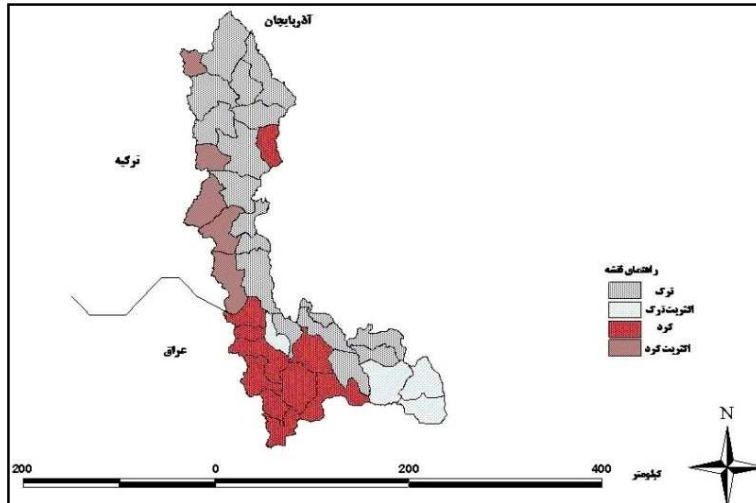 آذربایجان
ترکیه
عراق
راهنمای نقشه
ترک
اکثریت ترک
کرد
اکثریت کرد
N
200 0 200 400 کیلومتر